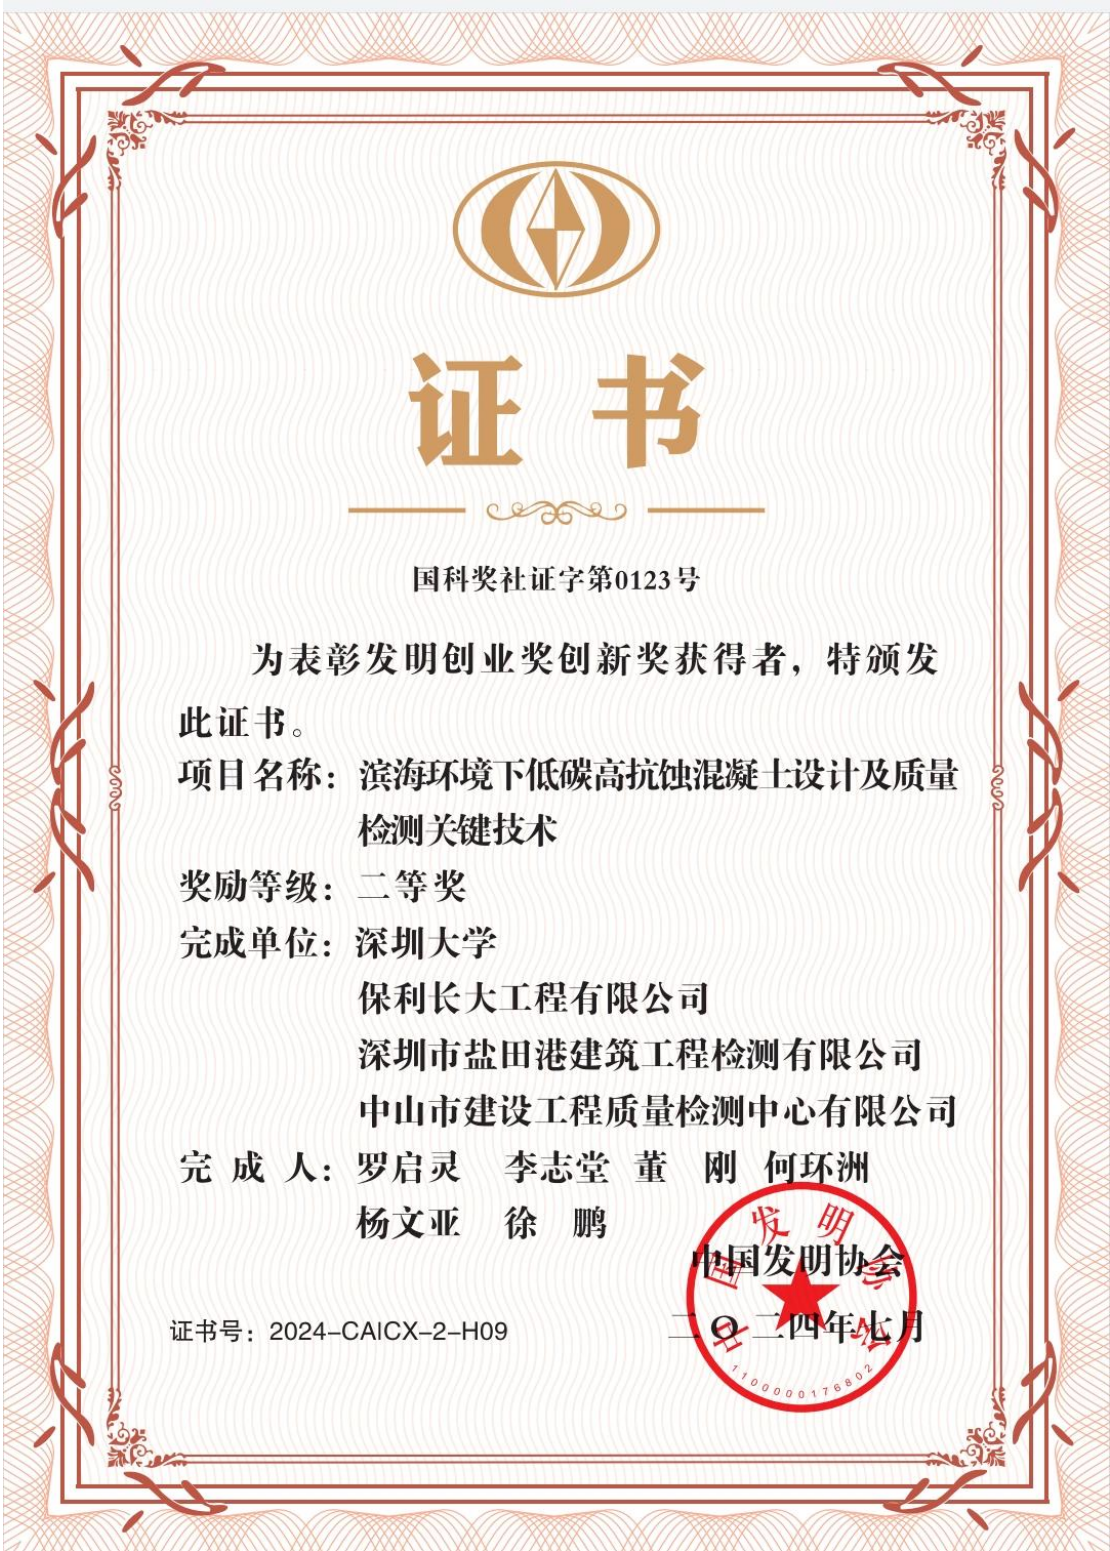 证书
国科奖社证字第0123号
为表彰发明创业奖创新奖获得者，特颁发
此证书。
项目名称：滨海环境下低碳高抗蚀混凝土设计及质量
检测关键技术
奖励等级：二等奖
完成单位：深圳大学
保利长大工程有限公司
深圳市盐田港建筑工程检测有限公司
中山市建设工程质量检测中心有限公司
完成人：罗启灵 李志堂 董刚 何环洲
杨文亚 徐鹏
中国发明协会
二〇二四年七月
证书号：2024-CAICX-2-H09
中国发明协会
1100000176802